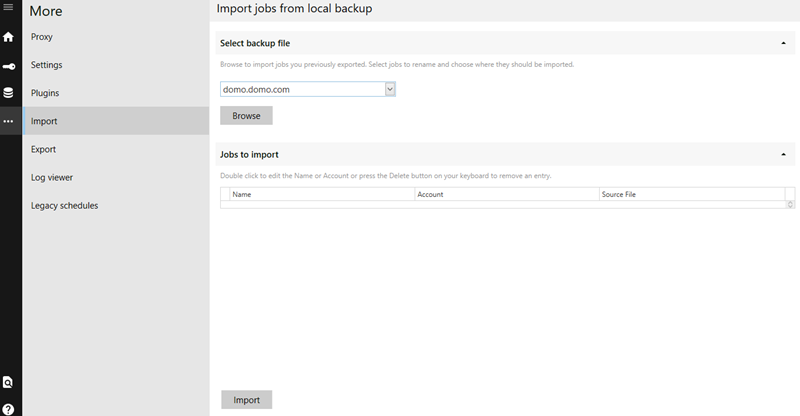 More
Proxy
Settings
Plugins
Import
Export
Log viewer
Legacy schedules
Import jobs from local backup
Select backup file
Browse to import jobs you previously exported. Select jobs to rename and choose where they should be imported.
domo.domo.com
Browse
Jobs to import
Double click to edit the Name or Account or press the Delete button on your keyboard to remove an entry.
Name Account Source File
Import